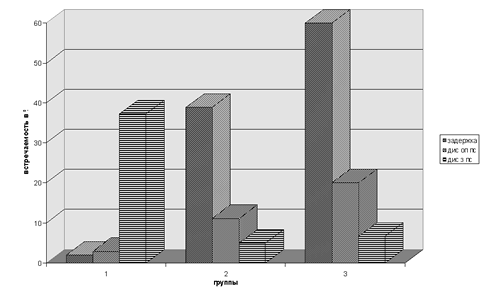 60
50
40
30
20
10
0
встречаемость в
1 2 3
группы
задержка
дис оп пс
дис з пс